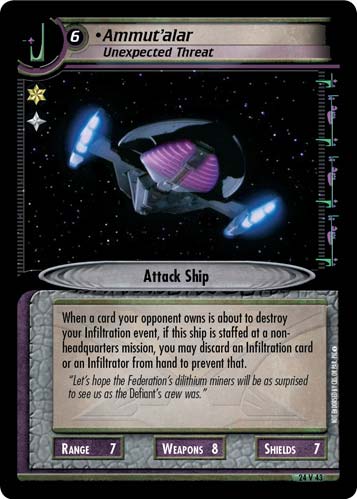 6
•Ammut'alar
Unexpected Threat
Attack Ship
When a card your opponent owns is about to destroy
your Infiltration event, if this ship is staffed at a non-
headquarters mission, you may discard an Infiltration card
or an Infiltrator from hand to prevent that.
"Let's hope the Federation's dilithium miners will be as surprised
to see us as the Defiant's crew was."
RANGE 7 WEAPONS 8 SHIELDS 7
24 V 43